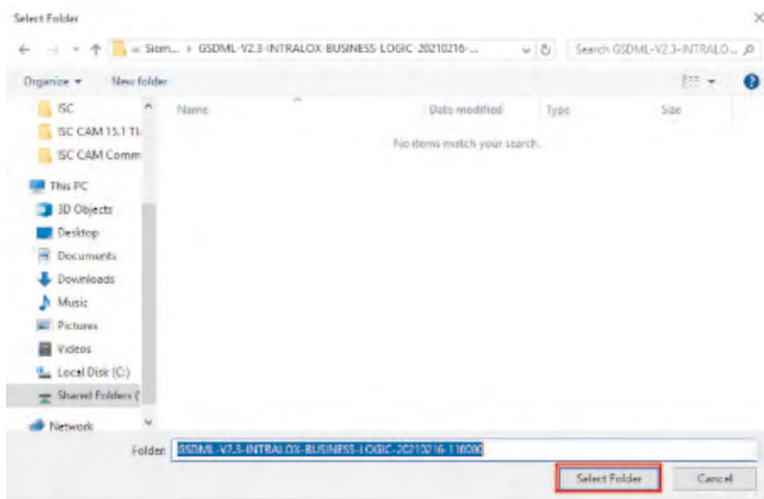 Select Folder
« Siem... › GSDML-V2.3-INTRALOX-BUSINESS-LOGIC-20210216-...
Search GSDML-V2.3-INTRALO...
Organize
New folder
Name
Date modified
Type
Size
No items match your search.
ISC
ISC CAM 15.1 TI
ISC CAM Comm
This PC
3D Objects
Desktop
Documents
Downloads
Music
Pictures
Videos
Local Disk (C:)
Shared Folders (
Network
Folder: GSDML-V2.3-INTRALOX-BUSINESS-LOGIC-20210216-110000
Select Folder
Cancel